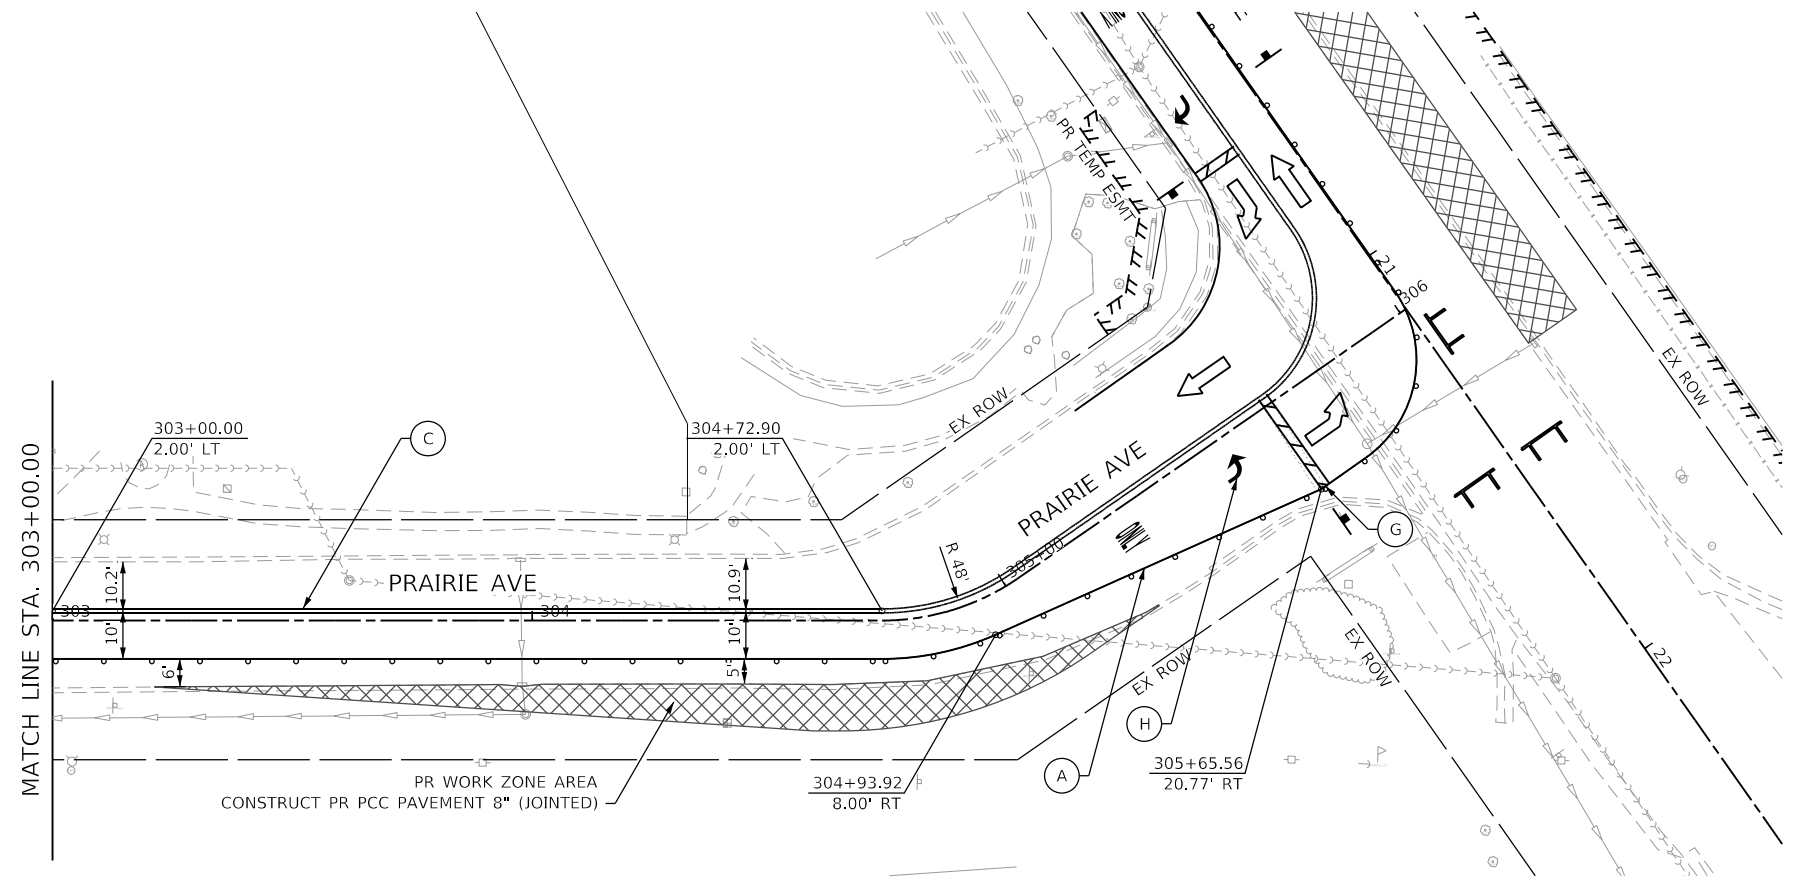 PR TEMP ESMT
21
306
EX ROW
EX ROW
303+00.00
2.00' LT
C
304+72.90
2.00' LT
PRAIRIE AVE
G
MATCH LINE STA. 303+00.00
R 48'
305+00
10.2'
PRAIRIE AVE
10.9'
303
304
10'
10'
6'
5'
EX ROW
EX ROW
22
H
A
305+65.56
20.77' RT
304+93.92
8.00' RT
PR WORK ZONE AREA
CONSTRUCT PR PCC PAVEMENT 8" (JOINTED)